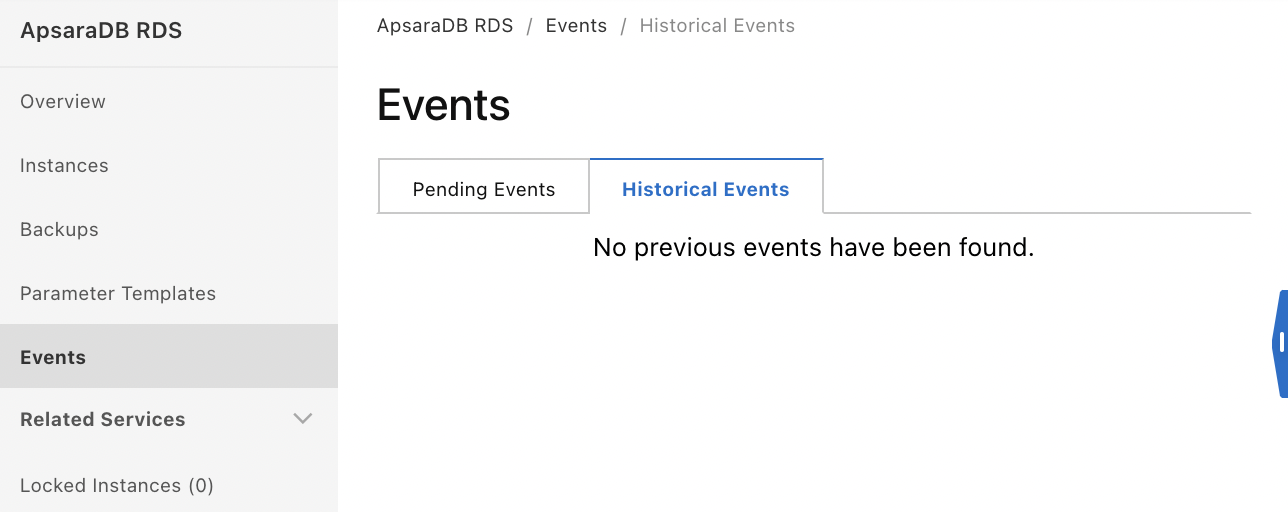 ApsaraDB RDS
Overview
Instances
Backups
Parameter Templates
Events
Related Services
Locked Instances (0)
ApsaraDB RDS / Events / Historical Events
Events
Pending Events
Historical Events
No previous events have been found.